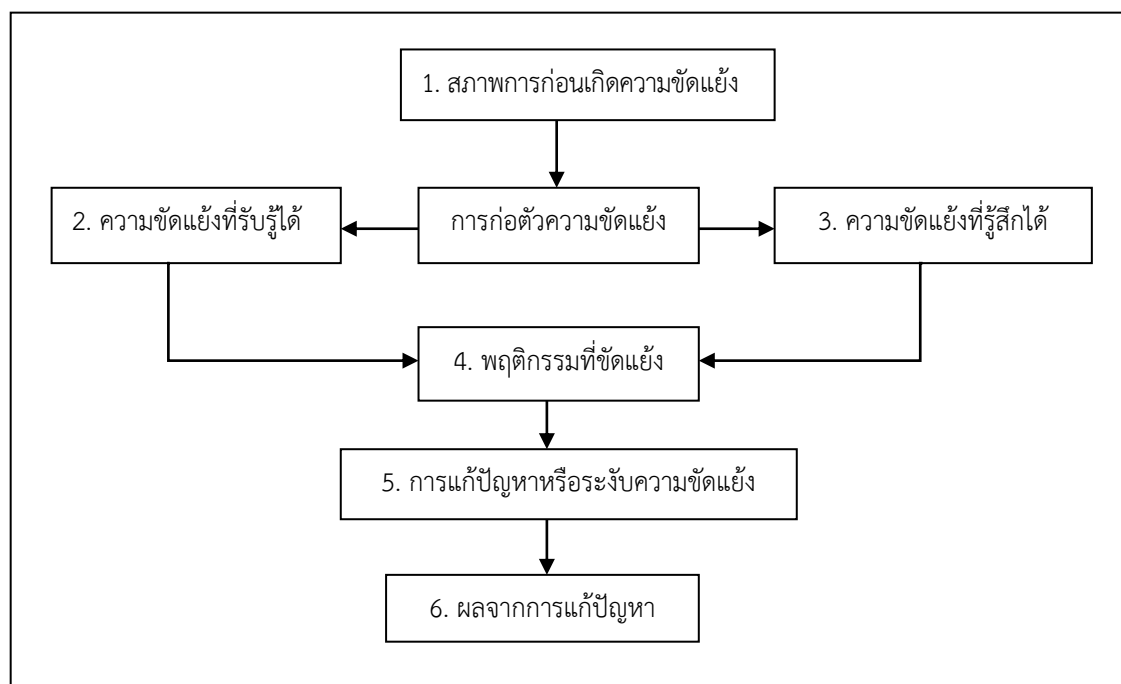 1. สภาพการก่อนเกิดความขัดแย้ง
2. ความขัดแย้งที่รับรู้ได้
การก่อตัวความขัดแย้ง
3. ความขัดแย้งที่รู้สึกได้
4. พฤติกรรมที่ขัดแย้ง
5. การแก้ปัญหาหรือระงับความขัดแย้ง
6. ผลจากการแก้ปัญหา